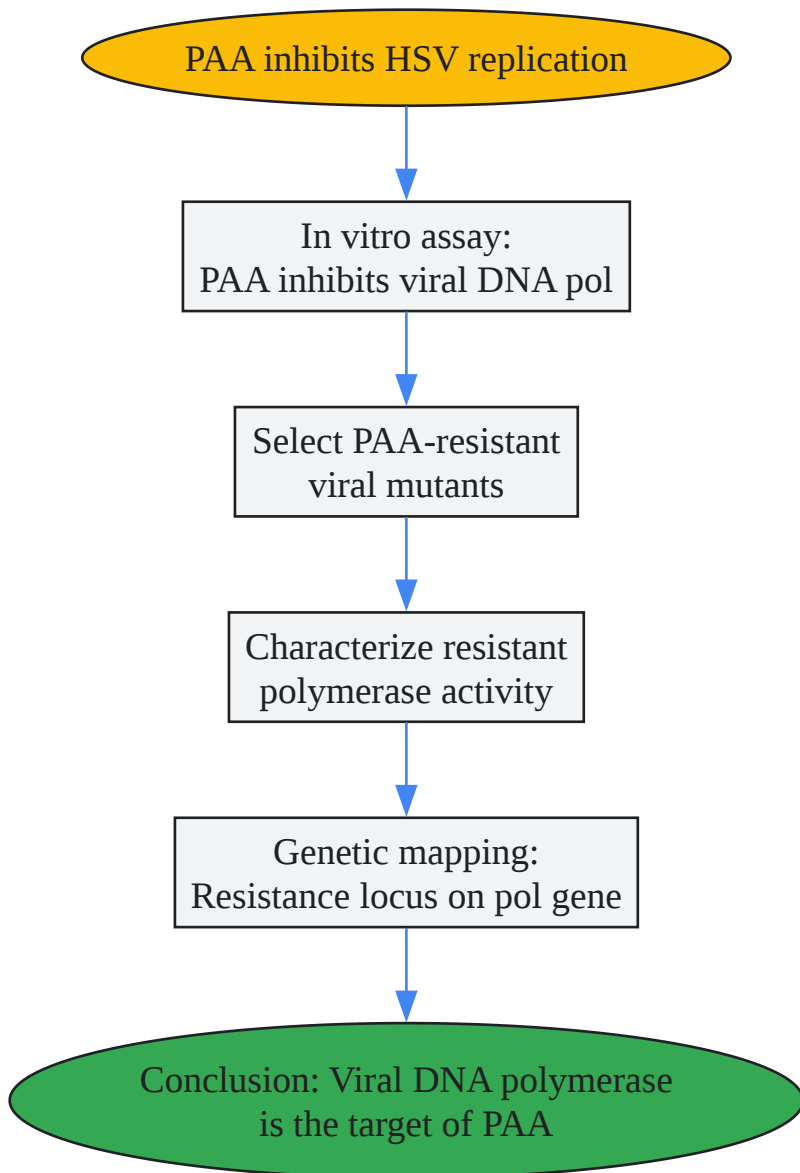 PAA inhibits HSV replication
In vitro assay:
PAA inhibits viral DNA pol
Select PAA-resistant
viral mutants
Characterize resistant
polymerase activity
Genetic mapping:
Resistance locus on pol gene
Conclusion: Viral DNA polymerase
is the target of PAA